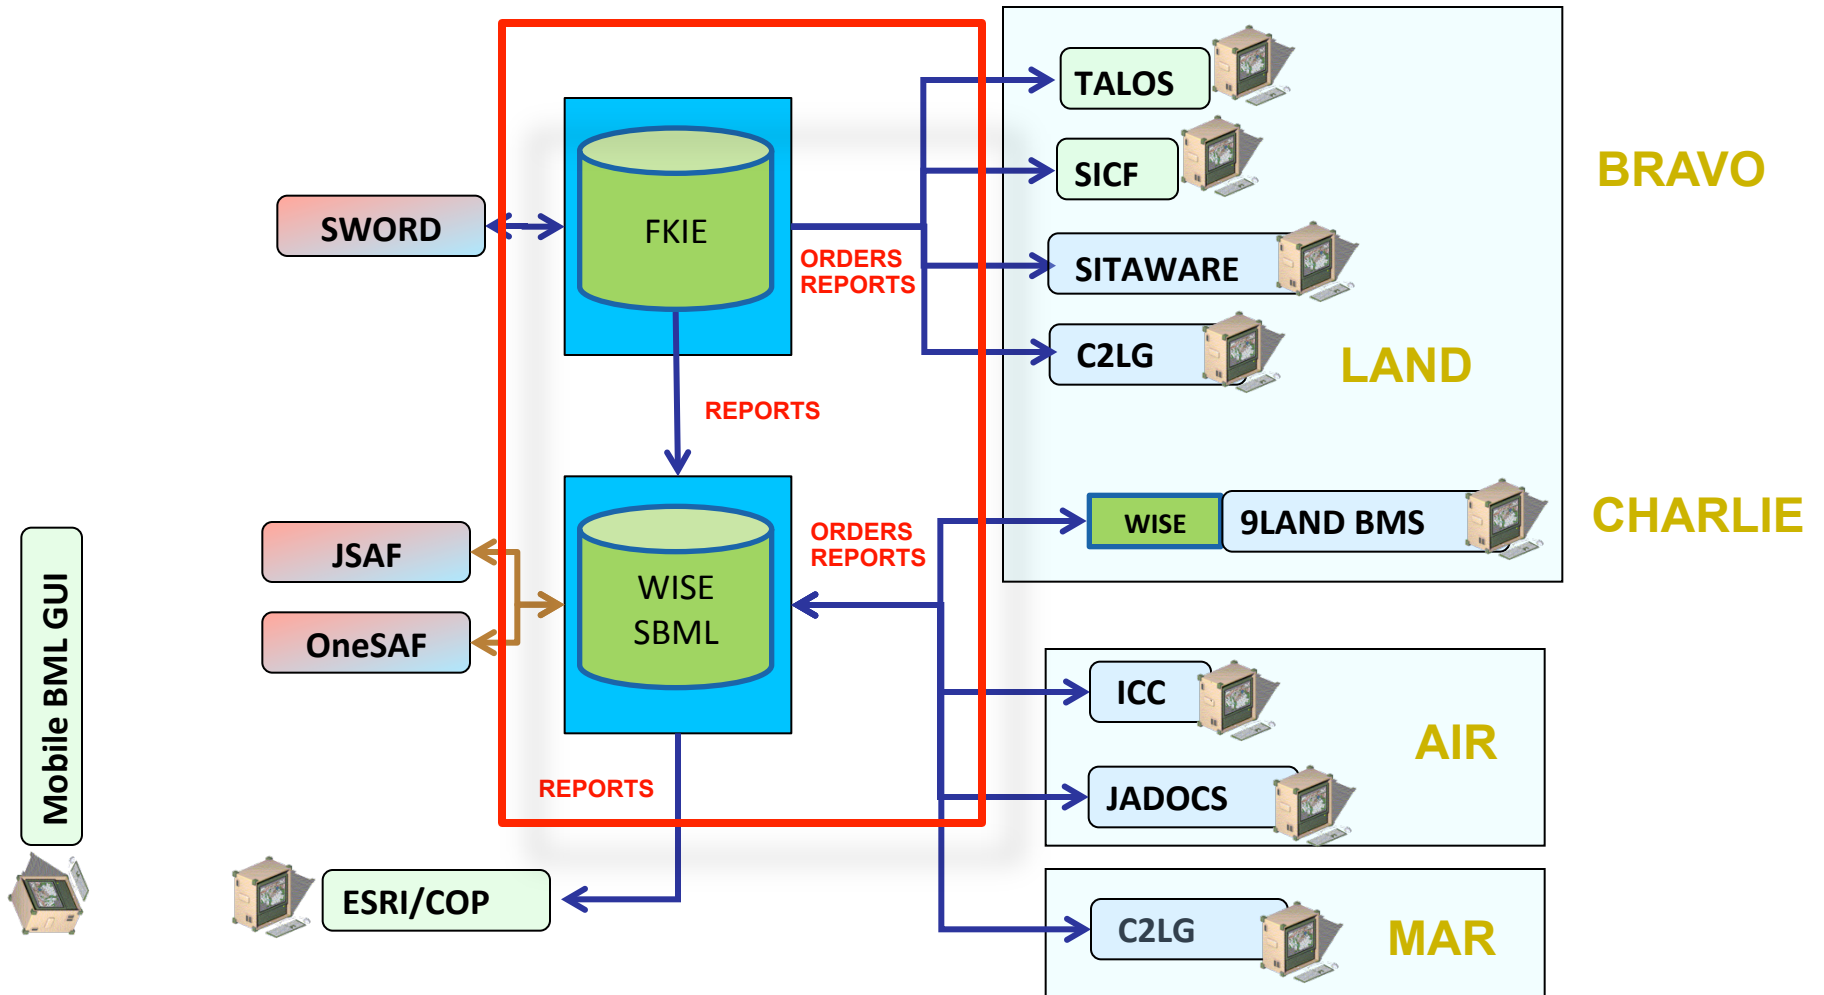 TALOS
BRAVO
SICF
SWORD
FKIE
ORDERS
REPORTS
SITAWARE
C2LG
LAND
REPORTS
WISE
9LAND BMS
CHARLIE
ORDERS
REPORTS
JSAF
WISE
SBML
OneSAF
Mobile BML GUI
ICC
AIR
REPORTS
JADOCS
ESRI/COP
C2LG
MAR